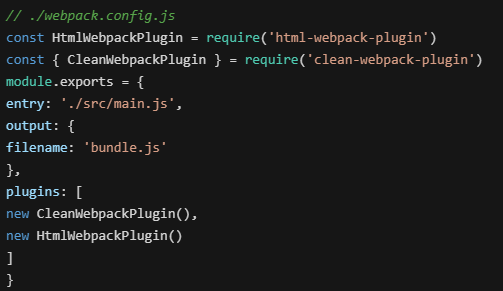 // ./webpack.config.js
const HtmlWebpackPlugin = require('html-webpack-plugin')
const { CleanWebpackPlugin } = require('clean-webpack-plugin')
module.exports = {
entry: './src/main.js',
output: {
filename: 'bundle.js'
},
plugins: [
new CleanWebpackPlugin(),
new HtmlWebpackPlugin()
]
}